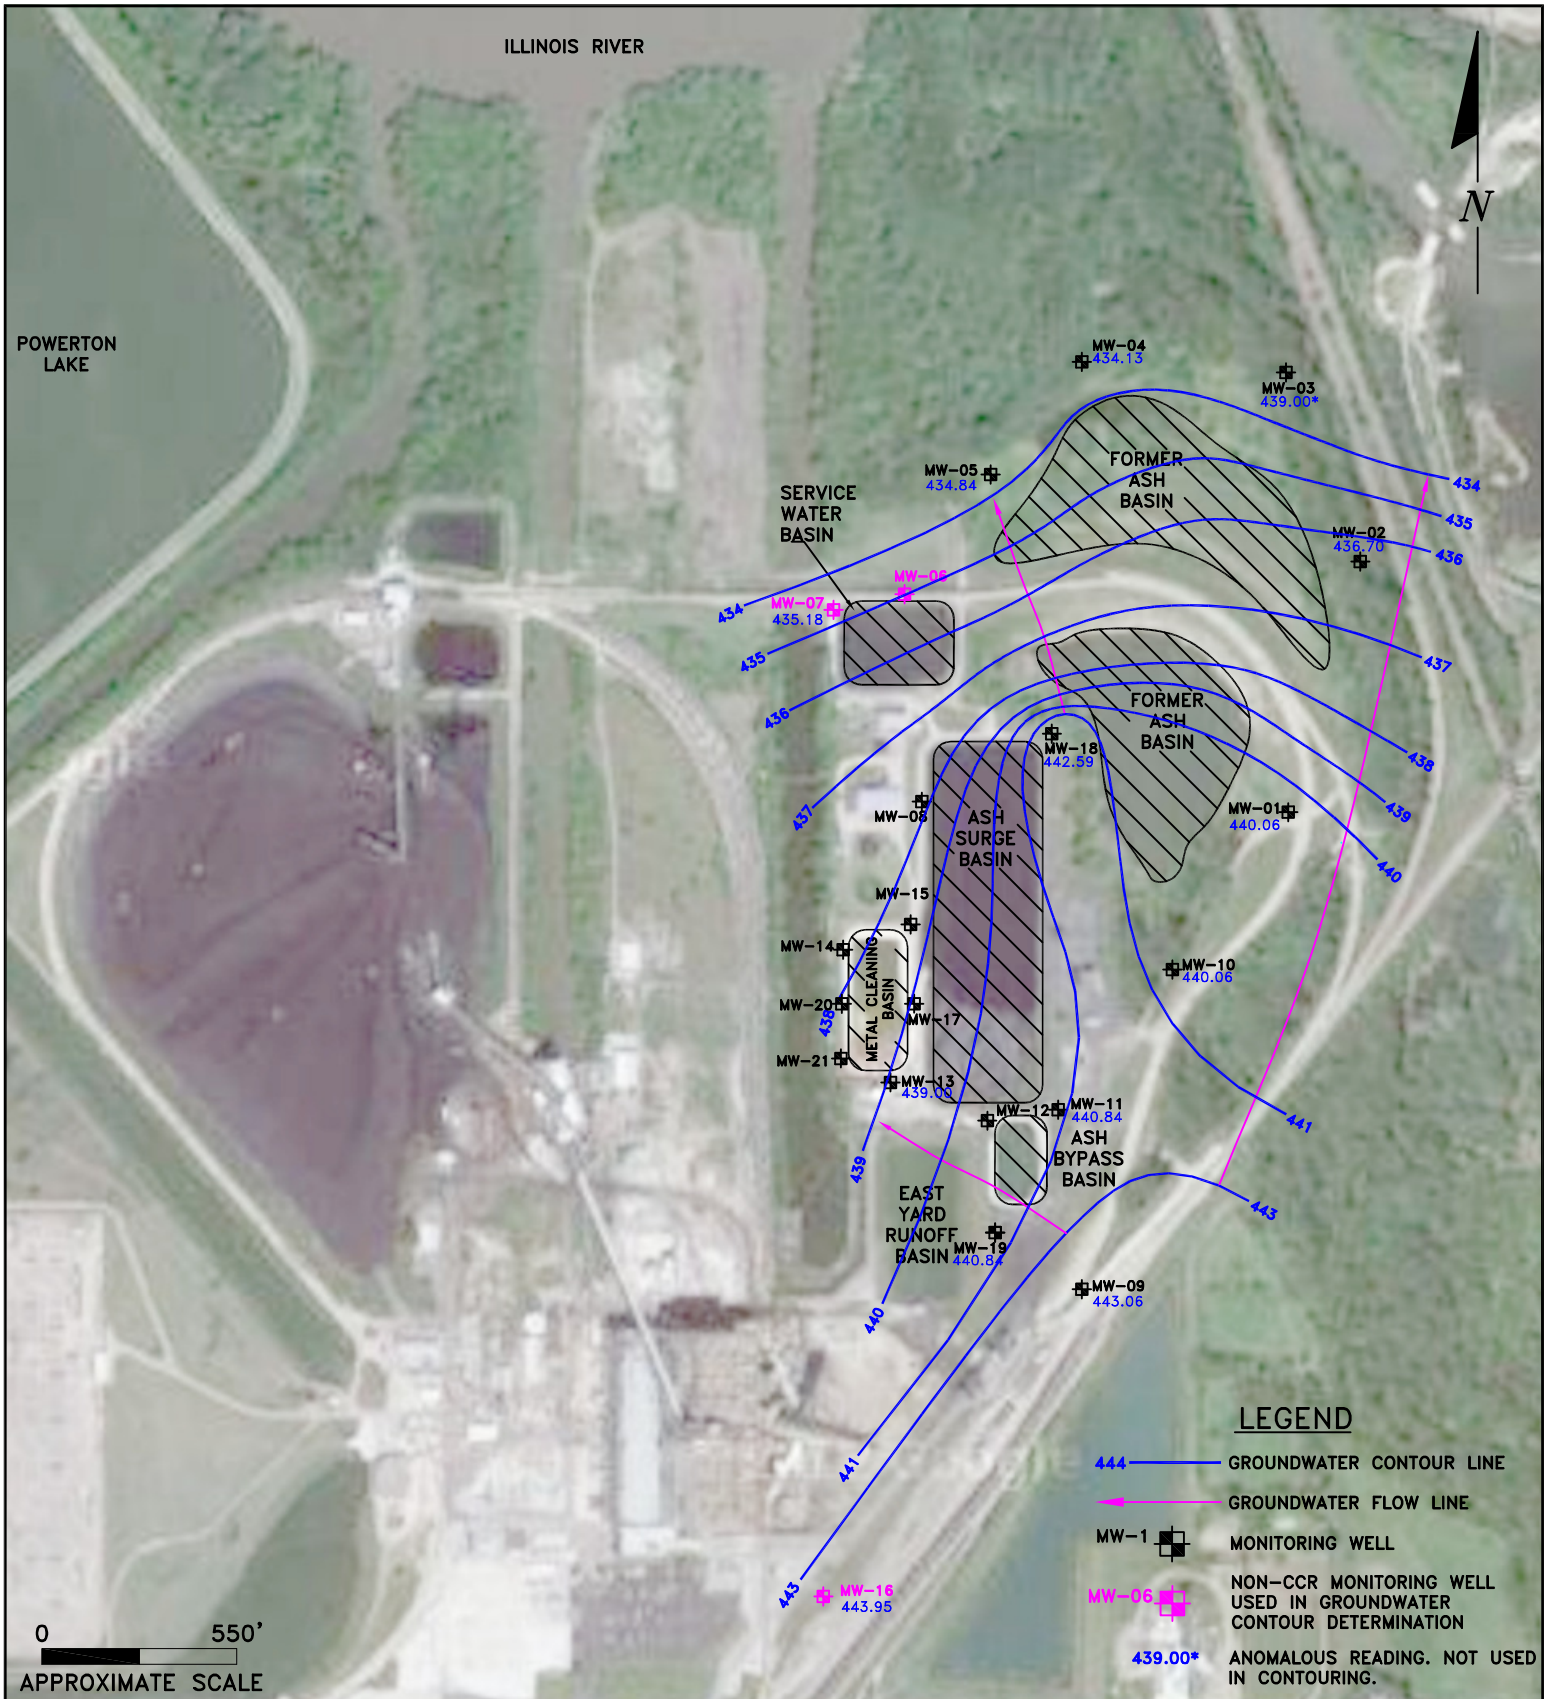 ILLINOIS RIVER
N
POWERTON
LAKE
MW-04
434.13
MW-03
439.00*
MW-05
434.84
FORMER
ASH
BASIN
434
435
436
MW-02
436.70
SERVICE
WATER
BASIN
MW-06
MW-07
435.18
434
435
436
437
437
FORMER
ASH
BASIN
MW-18
442.59
438
439
440
MW-01
440.06
MW-08
ASH
SURGE
BASIN
MW-15
MW-14
METAL CLEANING
BASIN
MW-20
438
MW-17
MW-21
MW-13
439.00
MW-10
440.06
MW-12
MW-11
440.84
441
ASH
BYPASS
BASIN
439
EAST
YARD
RUNOFF
BASIN
MW-19
440.84
443
MW-09
443.06
440
441
443
MW-16
443.95
LEGEND
444 GROUNDWATER CONTOUR LINE
GROUNDWATER FLOW LINE
MW-1 MONITORING WELL
MW-06 NON-CCR MONITORING WELL
USED IN GROUNDWATER
CONTOUR DETERMINATION
439.00* ANOMALOUS READING. NOT USED
IN CONTOURING.
0 550'
APPROXIMATE SCALE